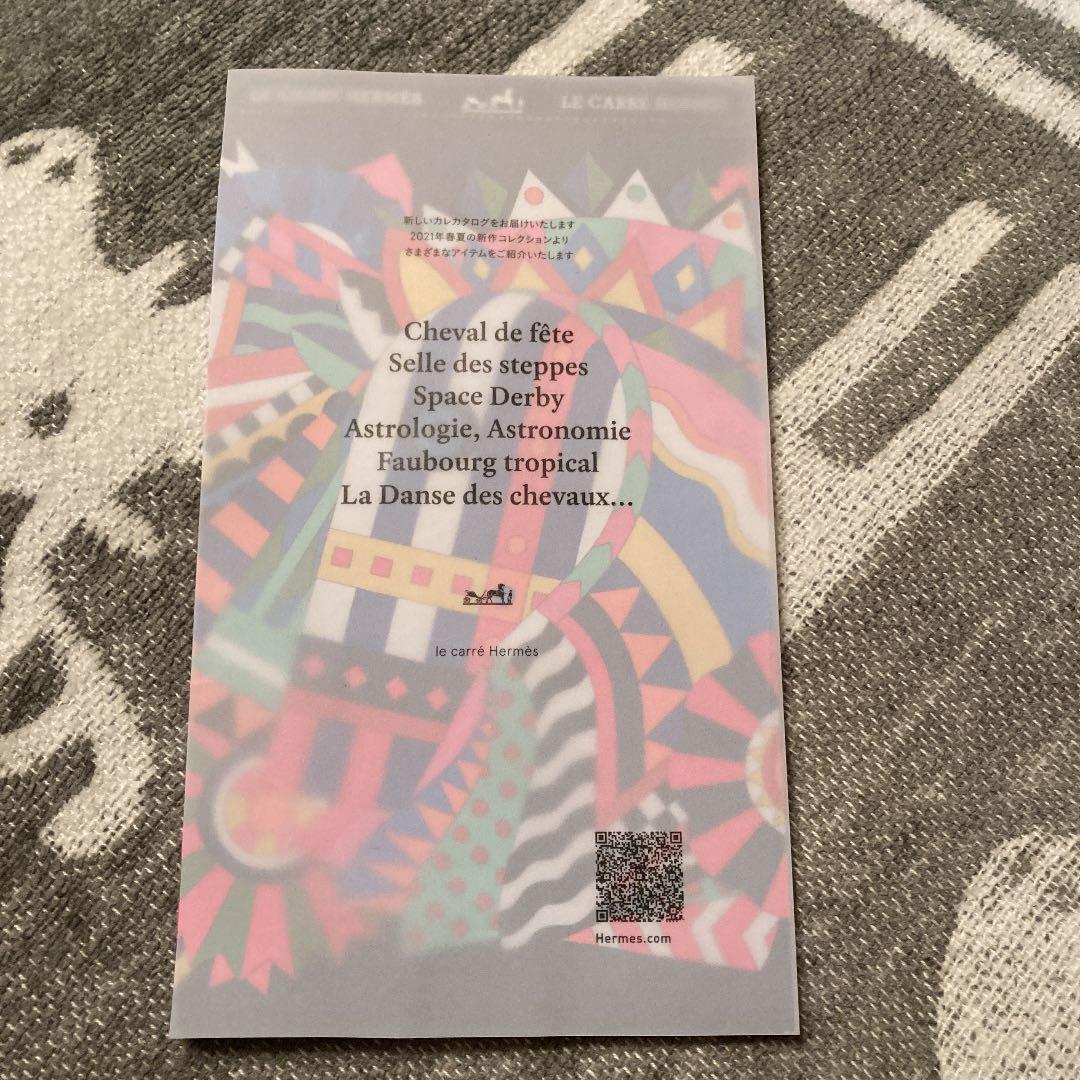 LE CARRÉ HERMÈS
新しいカレカタログをお届けいたします
2021年春夏の新作コレクションより
さまざまなアイテムをご紹介いたします
Cheval de fête
Selle des steppes
Space Derby
Astrologie, Astronomie
Faubourg tropical
La Danse des chevaux...
le carré Hermès
Hermes.com